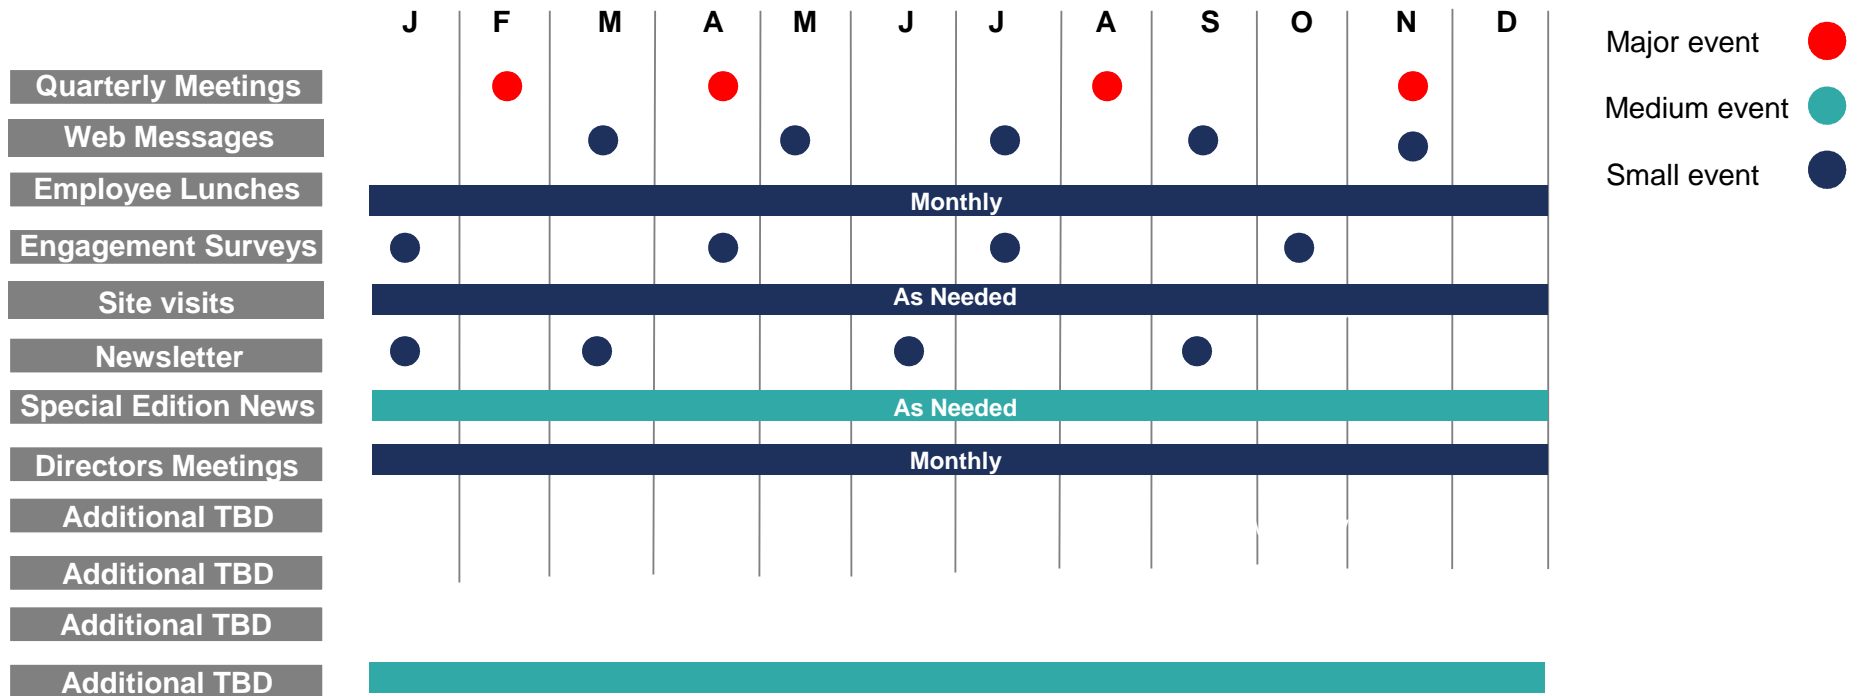 J F M A M J J A S O N D
Major event
Quarterly Meetings
Medium event
Web Messages
Small event
Employee Lunches
Monthly
Engagement Surveys
Site visits
As Needed
Newsletter
Special Edition News
As Needed
Directors Meetings
Monthly
Additional TBD
Additional TBD
Additional TBD
Additional TBD